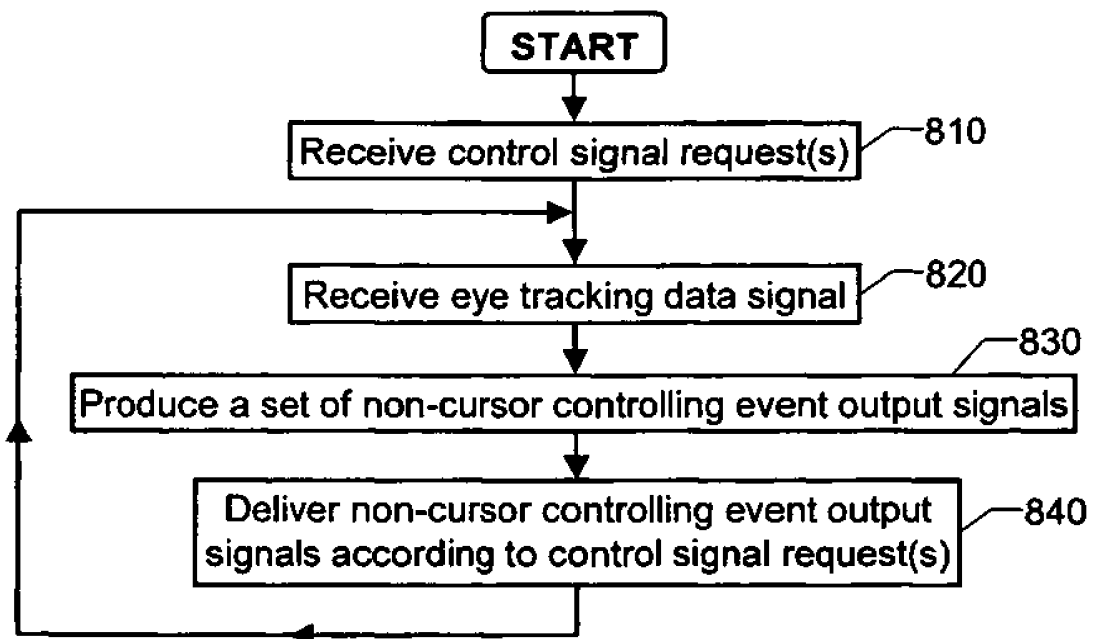 START
Receive control signal request(s)
810
Receive eye tracking data signal
820
830
Produce a set of non-cursor controlling event output signals
Deliver non-cursor controlling event output
signals according to control signal request(s)
840